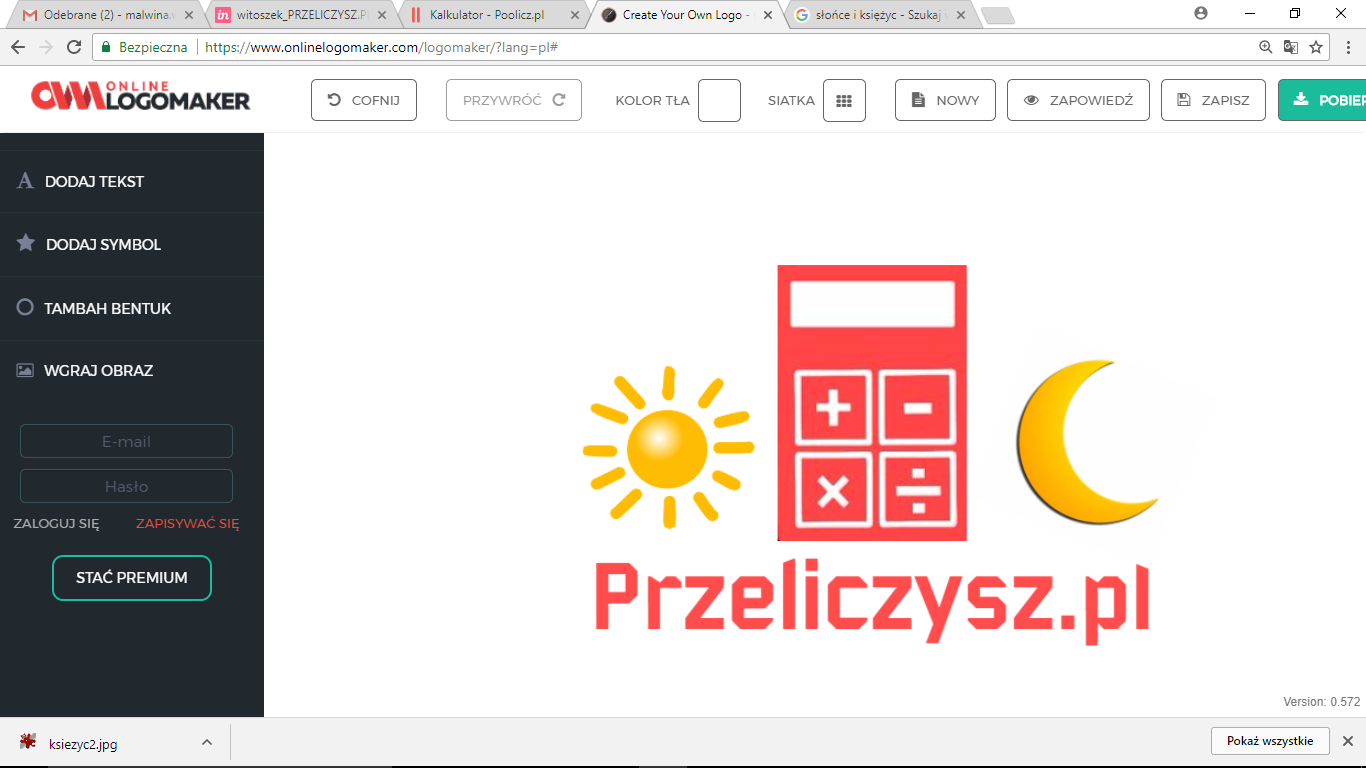 Odebrane (2) - malwina.
witoszek_PRZELICZYSZ.P
Kalkulator - Poolicz.pl
Create Your Own Logo -
słońce i księżyc - Szukaj
Bezpieczna
https://www.onlinelogomaker.com/logomaker/?lang=pl#
ONLINE
LOGOMAKER
COFNIJ
PRZYWRÓĆ
KOLOR TŁA
SIATKA
NOWY
ZAPOWIEDŹ
ZAPISZ
POBIER
DODAJ TEKST
DODAJ SYMBOL
TAMBAH BENTUK
WGRAJ OBRAZ
E-mail
Hasło
ZALOGUJ SIĘ
ZAPISYWAĆ SIĘ
STAĆ PREMIUM
Przeliczysz.pl
Version: 0.572
ksiezyc2.jpg
Pokaż wszystkie